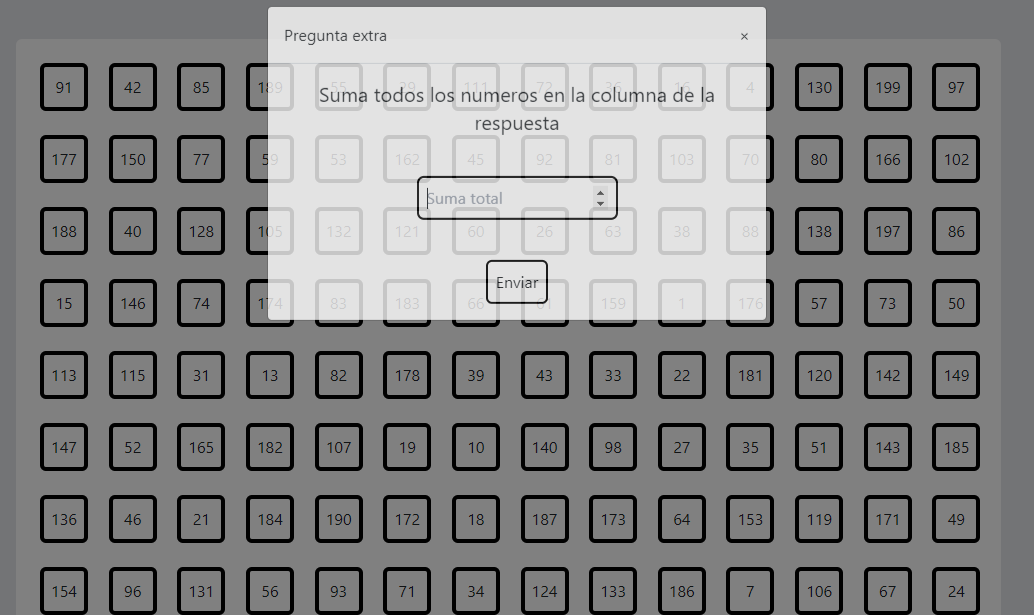 Pregunta extra ×
91 42 85 189 55 29 111 72 36 16 4 130 199 97
Suma todos los numeros en la columna de la
respuesta
177 150 77 59 53 162 45 92 81 103 70 80 166 102
Suma total
188 40 128 105 132 121 60 26 63 38 88 138 197 86
Enviar
15 146 74 174 83 183 66 61 159 1 176 57 73 50
113 115 31 13 82 178 39 43 33 22 181 120 142 149
147 52 165 182 107 19 10 140 98 27 35 51 143 185
136 46 21 184 190 172 18 187 173 64 153 119 171 49
154 96 131 56 93 71 34 124 133 186 7 106 67 24